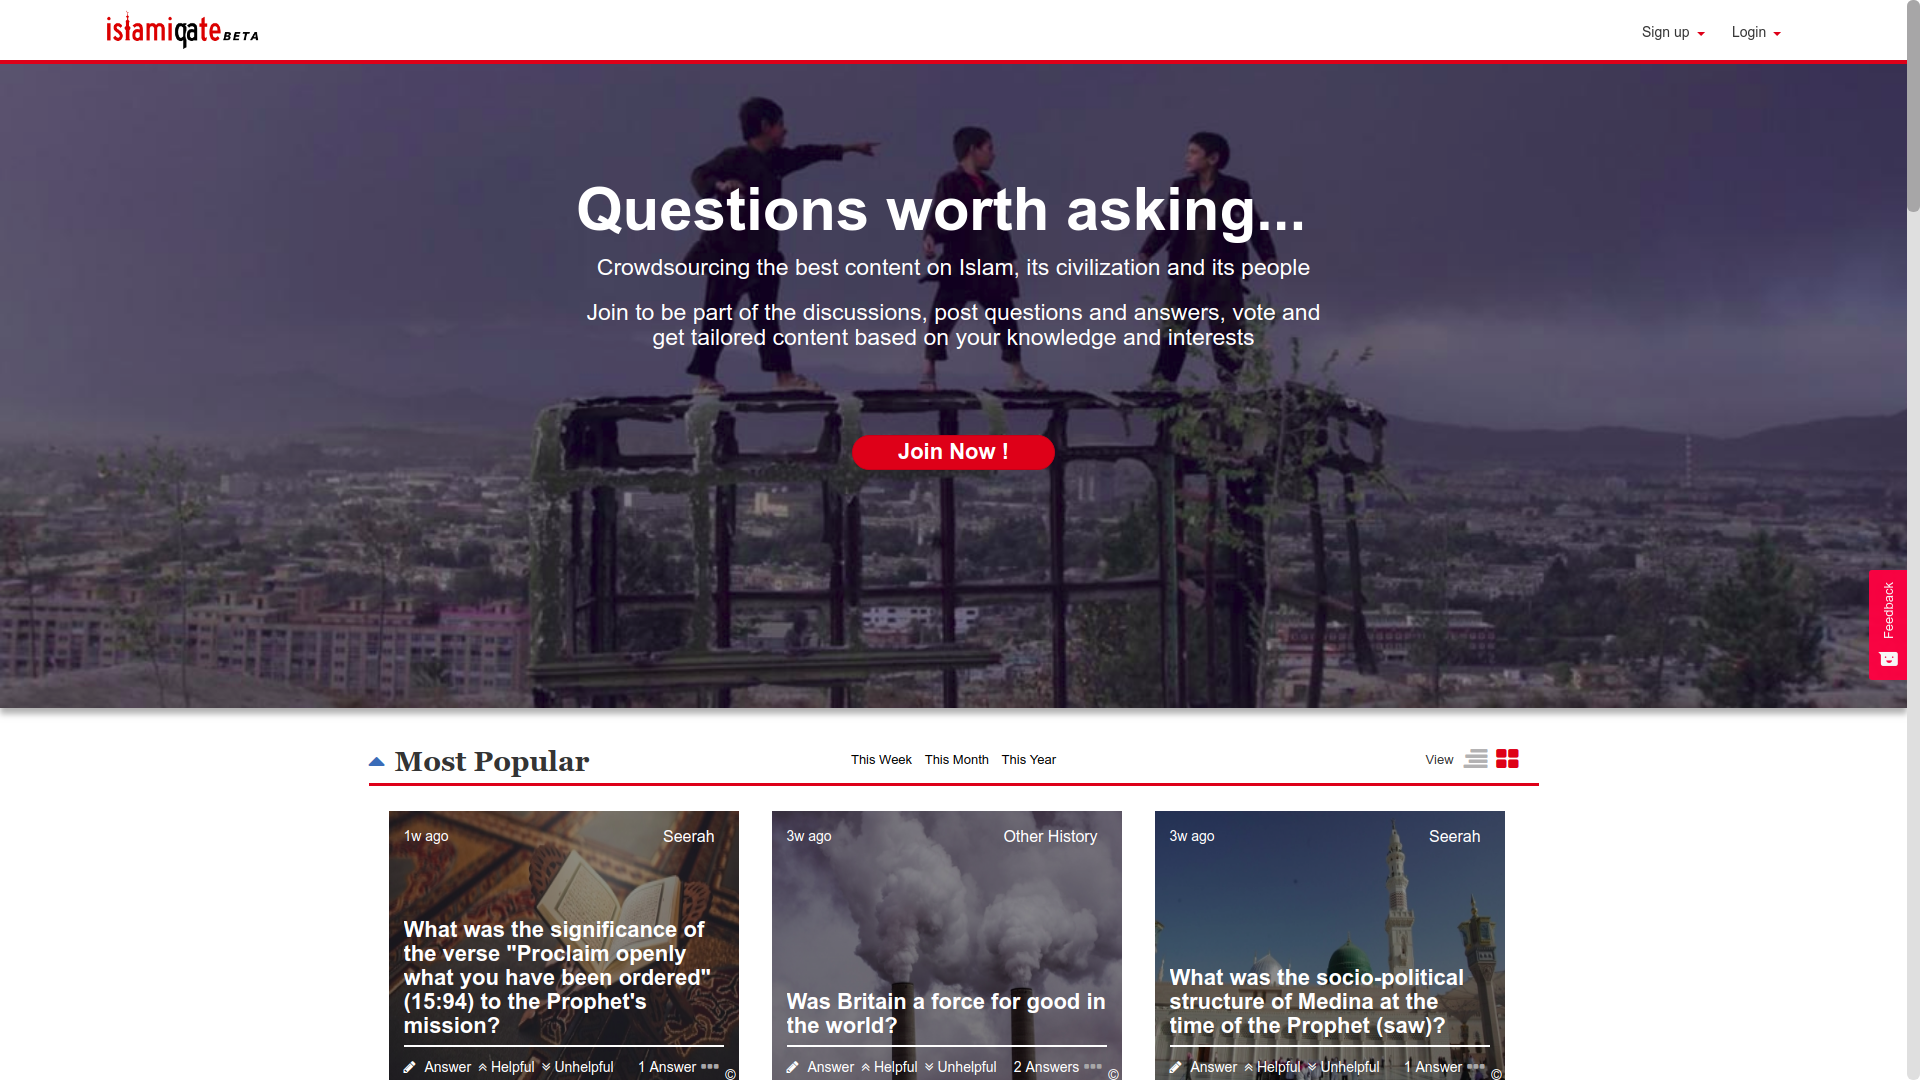 islamiqate BETA
Sign up
Login
Questions worth asking...
Crowdsourcing the best content on Islam, its civilization and its people
Join to be part of the discussions, post questions and answers, vote and
get tailored content based on your knowledge and interests
Join Now !
Feedback
Most Popular
This Week
This Month
This Year
View
1w ago
Seerah
What was the significance of
the verse "Proclaim openly
what you have been ordered"
(15:94) to the Prophet's
mission?
Answer
Helpful
Unhelpful
1 Answer
©
3w ago
Other History
Was Britain a force for good in
the world?
Answer
Helpful
Unhelpful
2 Answers
©
3w ago
Seerah
What was the socio-political
structure of Medina at the
time of the Prophet (saw)?
Answer
Helpful
Unhelpful
1 Answer
©